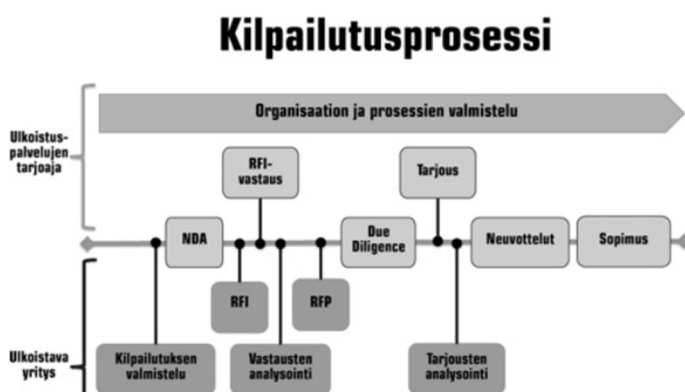 Kilpailutusprosessi
Organisaation ja prosessien valmistelu
Ulkoistus-
palvelujen
tarjoaja
RFI-
vastaus
Tarjous
NDA
Due
Diligence
Neuvottelut
Sopimus
RFI
RFP
Ulkoistava
yritys
Kilpailutuksen
valmistelu
Vastausten
analysointi
Tarjousten
analysointi